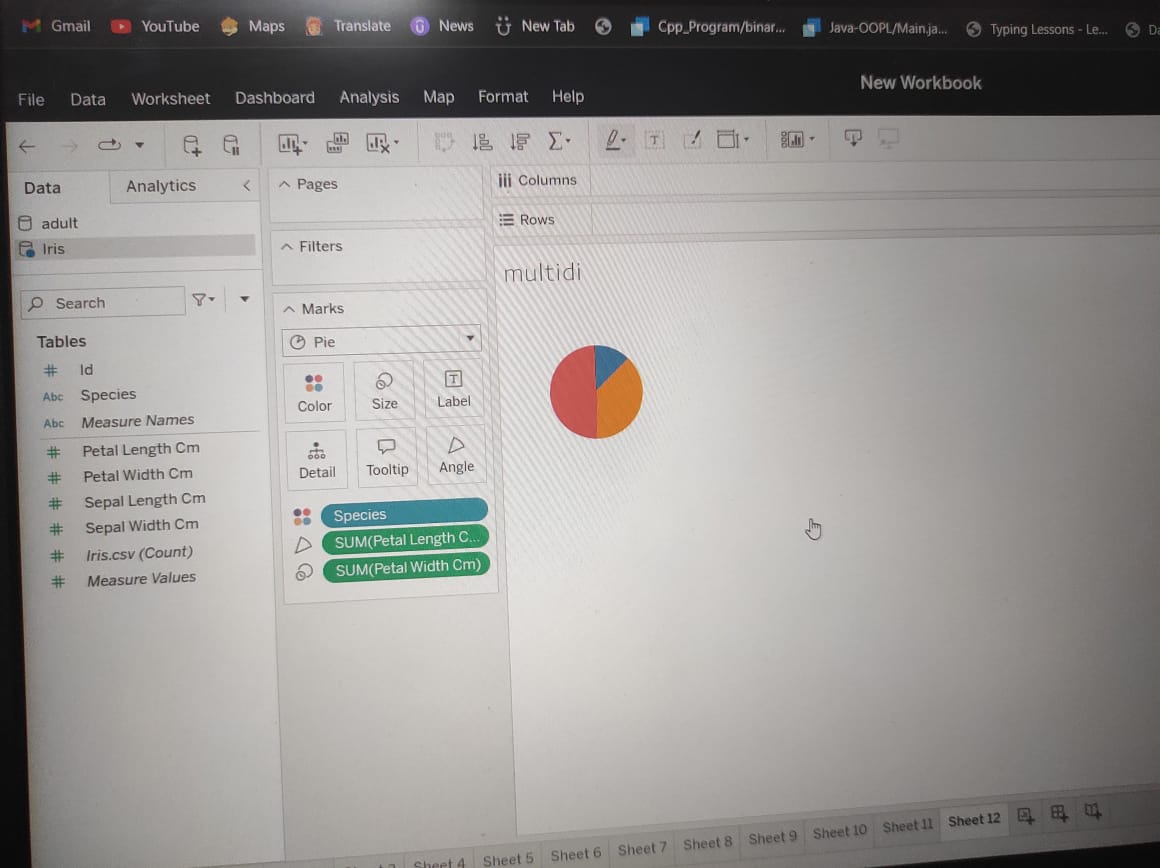 Gmail YouTube Maps Translate News New Tab Cpp_Program/binar... Java-OOPL/Main.ja... Typing Lessons - Le...
New Workbook
File Data Worksheet Dashboard Analysis Map Format Help
Data Analytics
adult
Iris
Search
Tables
# Id
Abc Species
Abc Measure Names
# Petal Length Cm
# Petal Width Cm
# Sepal Length Cm
# Sepal Width Cm
# Iris.csv (Count)
# Measure Values
Pages
Filters
Marks
Pie
Color Size Label
Detail Tooltip Angle
Species
SUM(Petal Length C...
SUM(Petal Width Cm)
Columns
Rows
multidi
Sheet 4 Sheet 5 Sheet 6 Sheet 7 Sheet 8 Sheet 9 Sheet 10 Sheet 11 Sheet 12